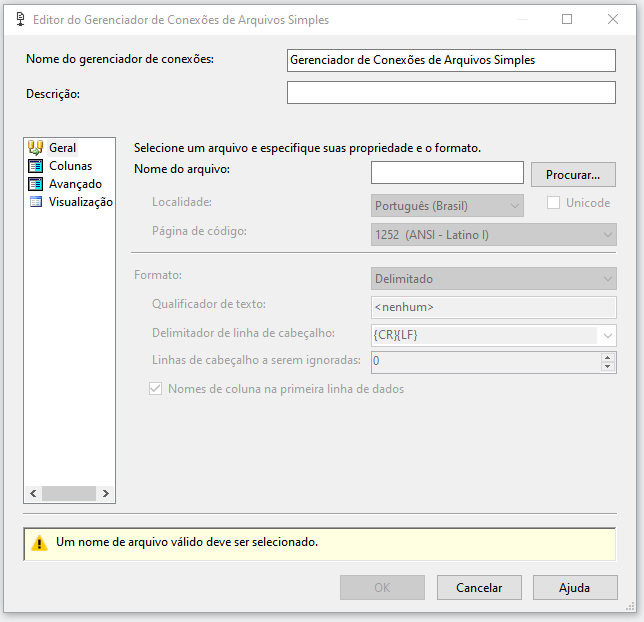 Editor do Gerenciador de Conexões de Arquivos Simples
Nome do gerenciador de conexões:
Gerenciador de Conexões de Arquivos Simples
Descrição:
Geral
Colunas
Avançado
Visualização
Selecione um arquivo e especifique suas propriedade e o formato.
Nome do arquivo:
Procurar...
Localidade:
Português (Brasil)
Unicode
Página de código:
1252 (ANSI - Latino I)
Formato:
Delimitado
Qualificador de texto:
<nenhum>
Delimitador de linha de cabeçalho:
{CR}{LF}
Linhas de cabeçalho a serem ignoradas:
0
Nomes de coluna na primeira linha de dados
Um nome de arquivo válido deve ser selecionado.
OK
Cancelar
Ajuda